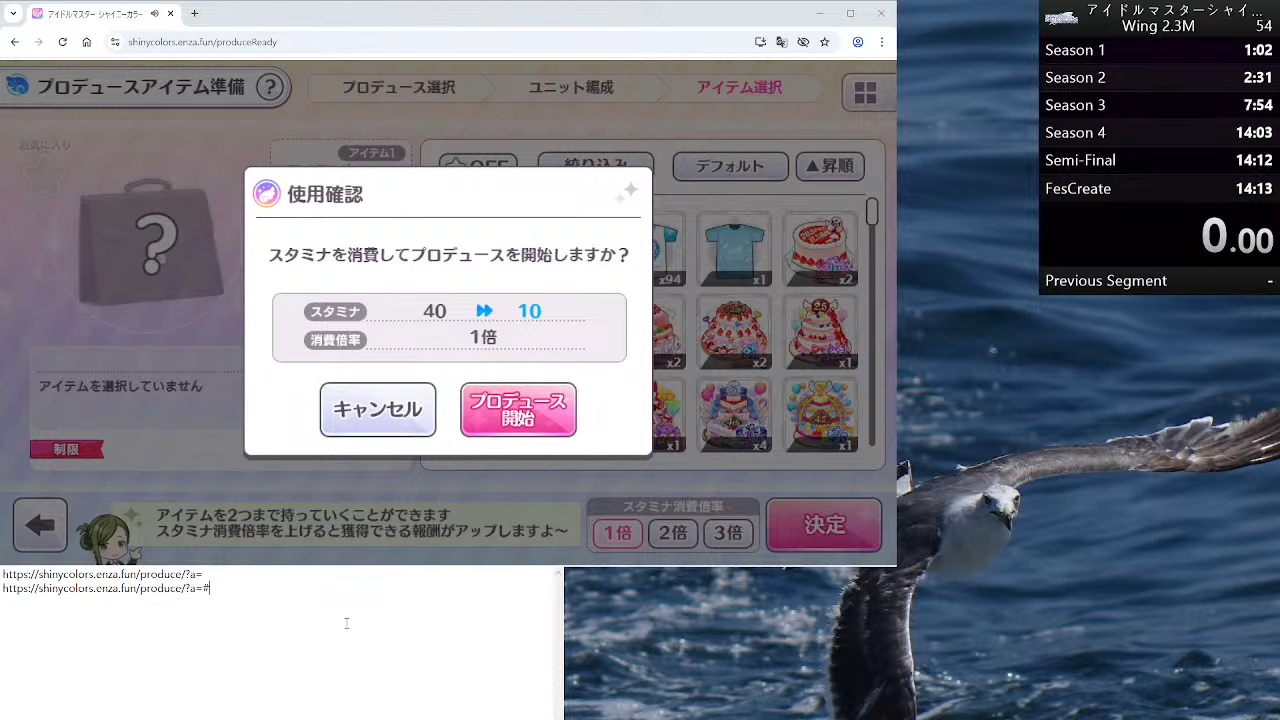 アイドルマスター シャイニーカラー
shinycolors.enza.fun/produceReady
プロデュースアイテム準備
?
プロデュース選択
ユニット編成
アイテム選択
お気に入り
アイテム1
OFF
絞り込み
デフォルト
▲昇順
使用確認
スタミナを消費してプロデュースを開始しますか?
スタミナ 40 10
消費倍率 1倍
キャンセル
プロデュース
開始
x94
x1
x2
x2
x2
x1
x1
x4
x1
アイテムを選択していません
制限
アイテムを2つまで持っていくことができます
スタミナ消費倍率を上げると獲得できる報酬がアップしますよ～
スタミナ消費倍率
1倍
2倍
3倍
決定
https://shinycolors.enza.fun/produce/?a=
https://shinycolors.enza.fun/produce/?a=#
アイドルマスターシャイ...
Wing 2.3M 54
Season 1 1:02
Season 2 2:31
Season 3 7:54
Season 4 14:03
Semi-Final 14:12
FesCreate 14:13
0.00
Previous Segment -